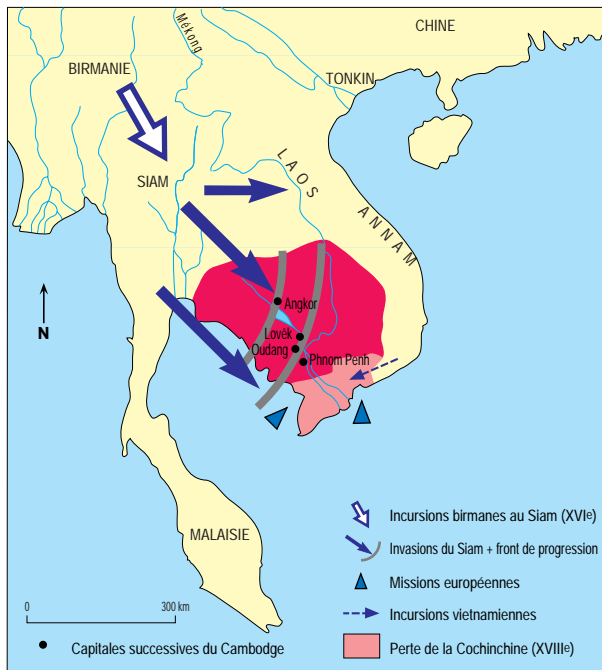 CHINE
Mékong
BIRMANIE
TONKIN
SIAM
LAOS
ANNAM
N
Angkor
Lovêk
Oudang
Phnom Penh
MALAISIE
Incursions birmanes au Siam (XVIe)
Invasions du Siam + front de progression
Missions européennes
Incursions vietnamiennes
Perte de la Cochinchine (XVIIIe)
0 300 km
Capitales successives du Cambodge